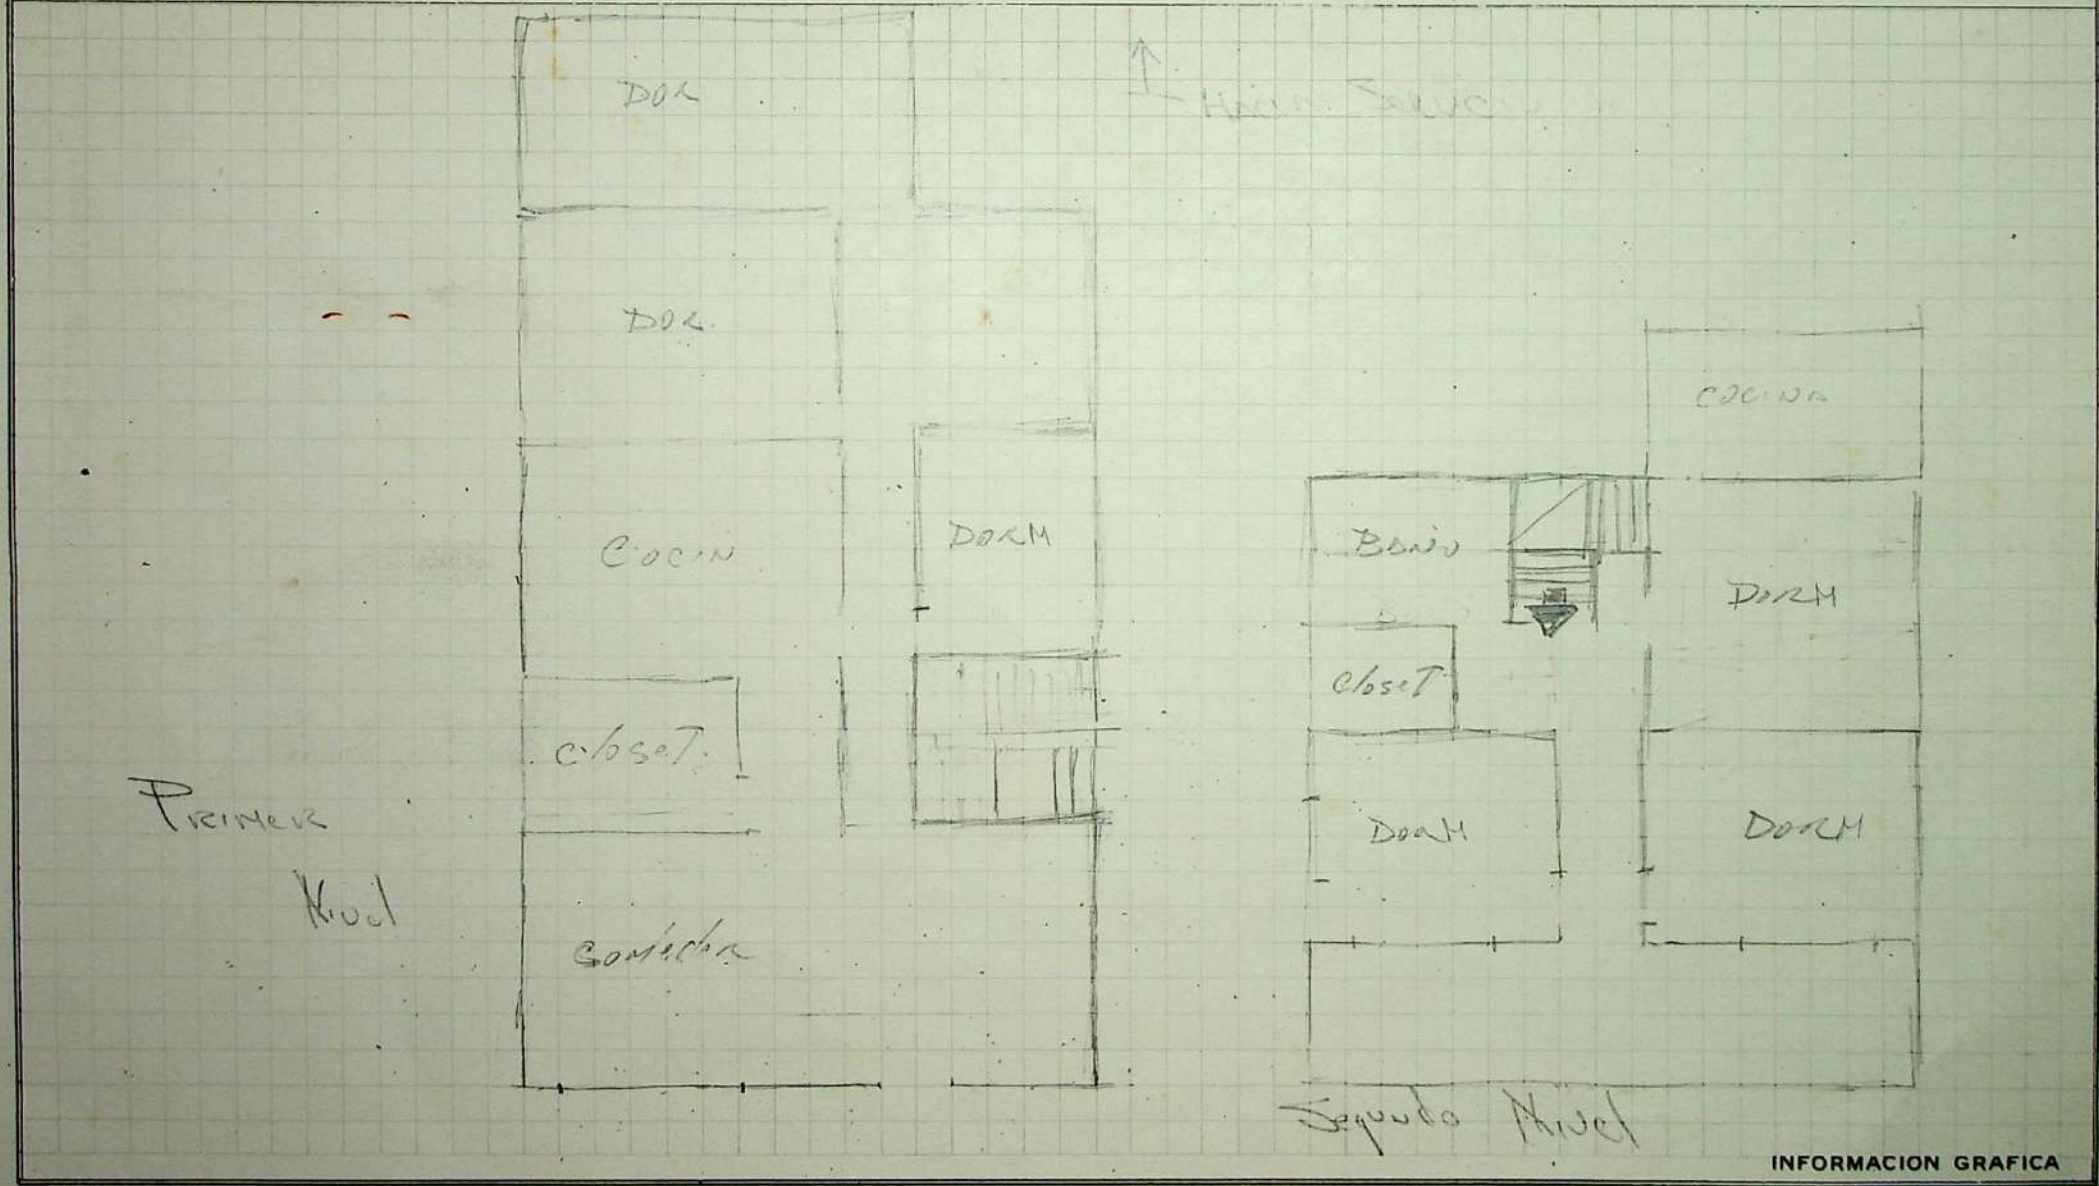 DOR
DOR.
COCIN
DORM
Closet.
Comedor
Primer
Nivel
COCINA
BAÑO
DORM
Closet
DORM
DORM
Segundo Nivel
INFORMACION GRAFICA